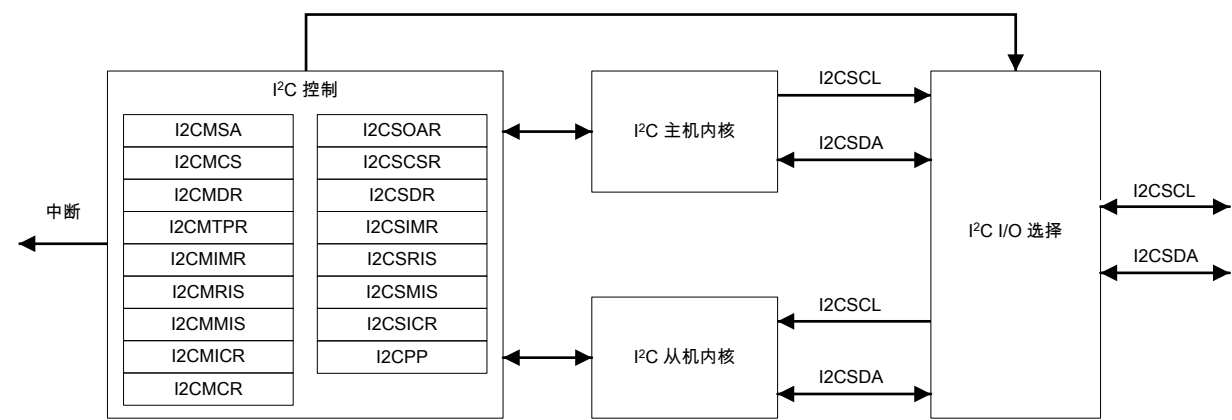 I²C 控制
I2CMSA
I2CMCS
I2CMDR
I2CMTPR
I2CMIMR
I2CMRIS
I2CMMIS
I2CMICR
I2CMCR
I2CSOAR
I2CSCSR
I2CSDR
I2CSIMR
I2CSRIS
I2CSMIS
I2CSICR
I2CPP
中断
I²C 主机内核
I2CSCL
I2CSDA
I²C 从机内核
I2CSCL
I2CSDA
I²C I/O 选择
I2CSCL
I2CSDA